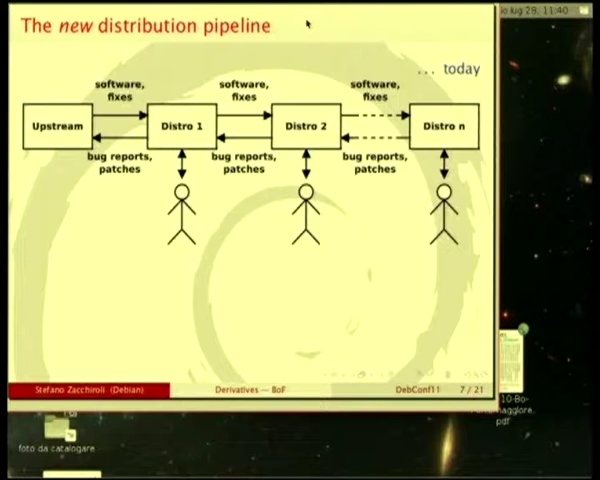 The new distribution pipeline
io lug 28, 11:40
... today
software,
fixes
software,
fixes
software,
fixes
Upstream
Distro 1
Distro 2
Distro n
bug reports,
patches
bug reports,
patches
bug reports,
patches
Stefano Zacchiroli (Debian)
Derivatives — BoF
DebConf11
7 / 21
pdf
foto da catalogare